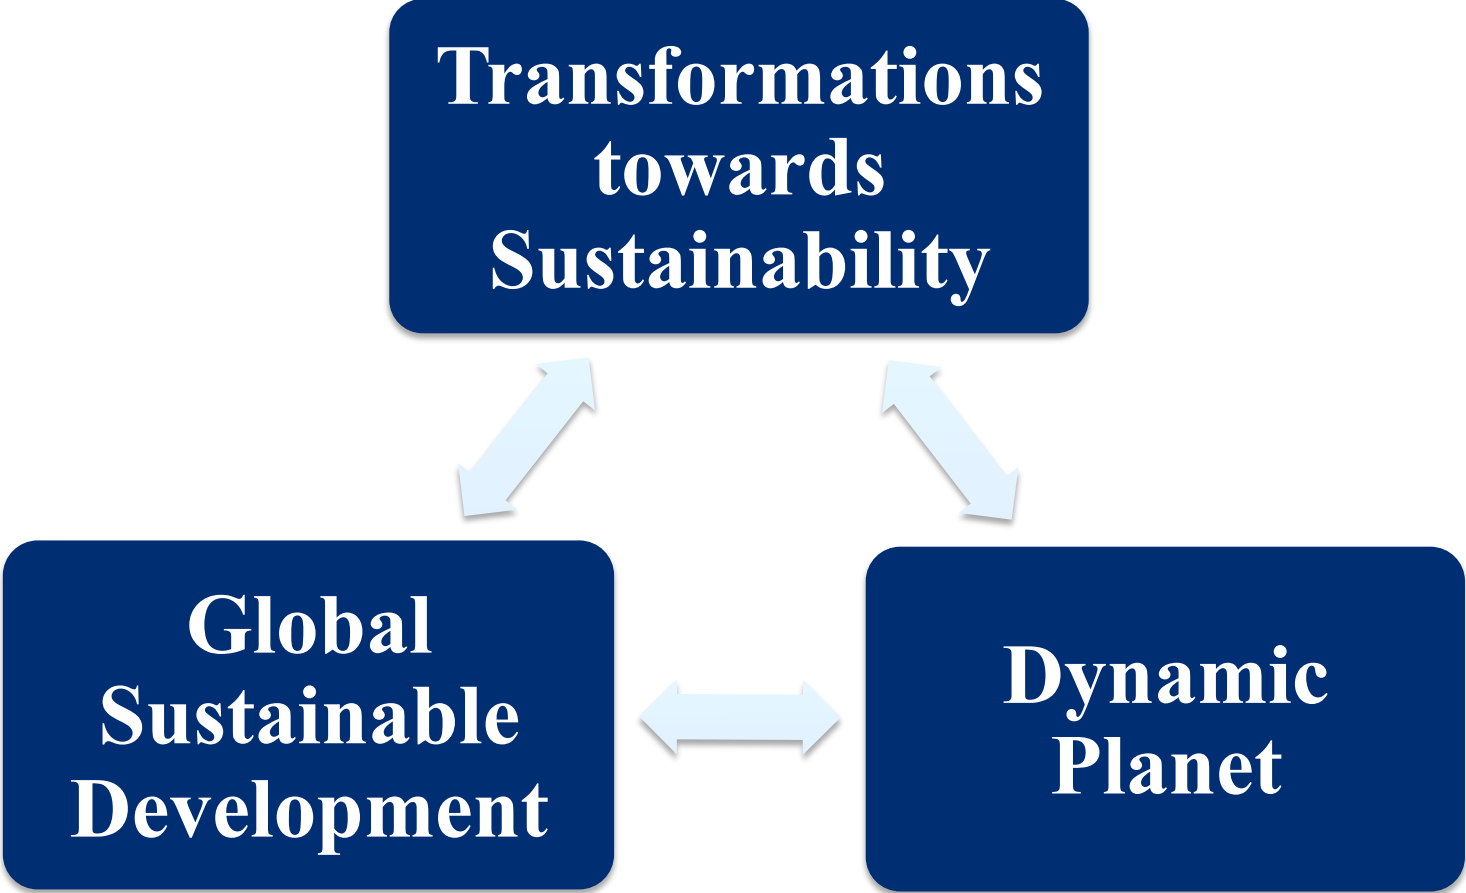 Transformations
towards
Sustainability
Global
Sustainable
Development
Dynamic
Planet